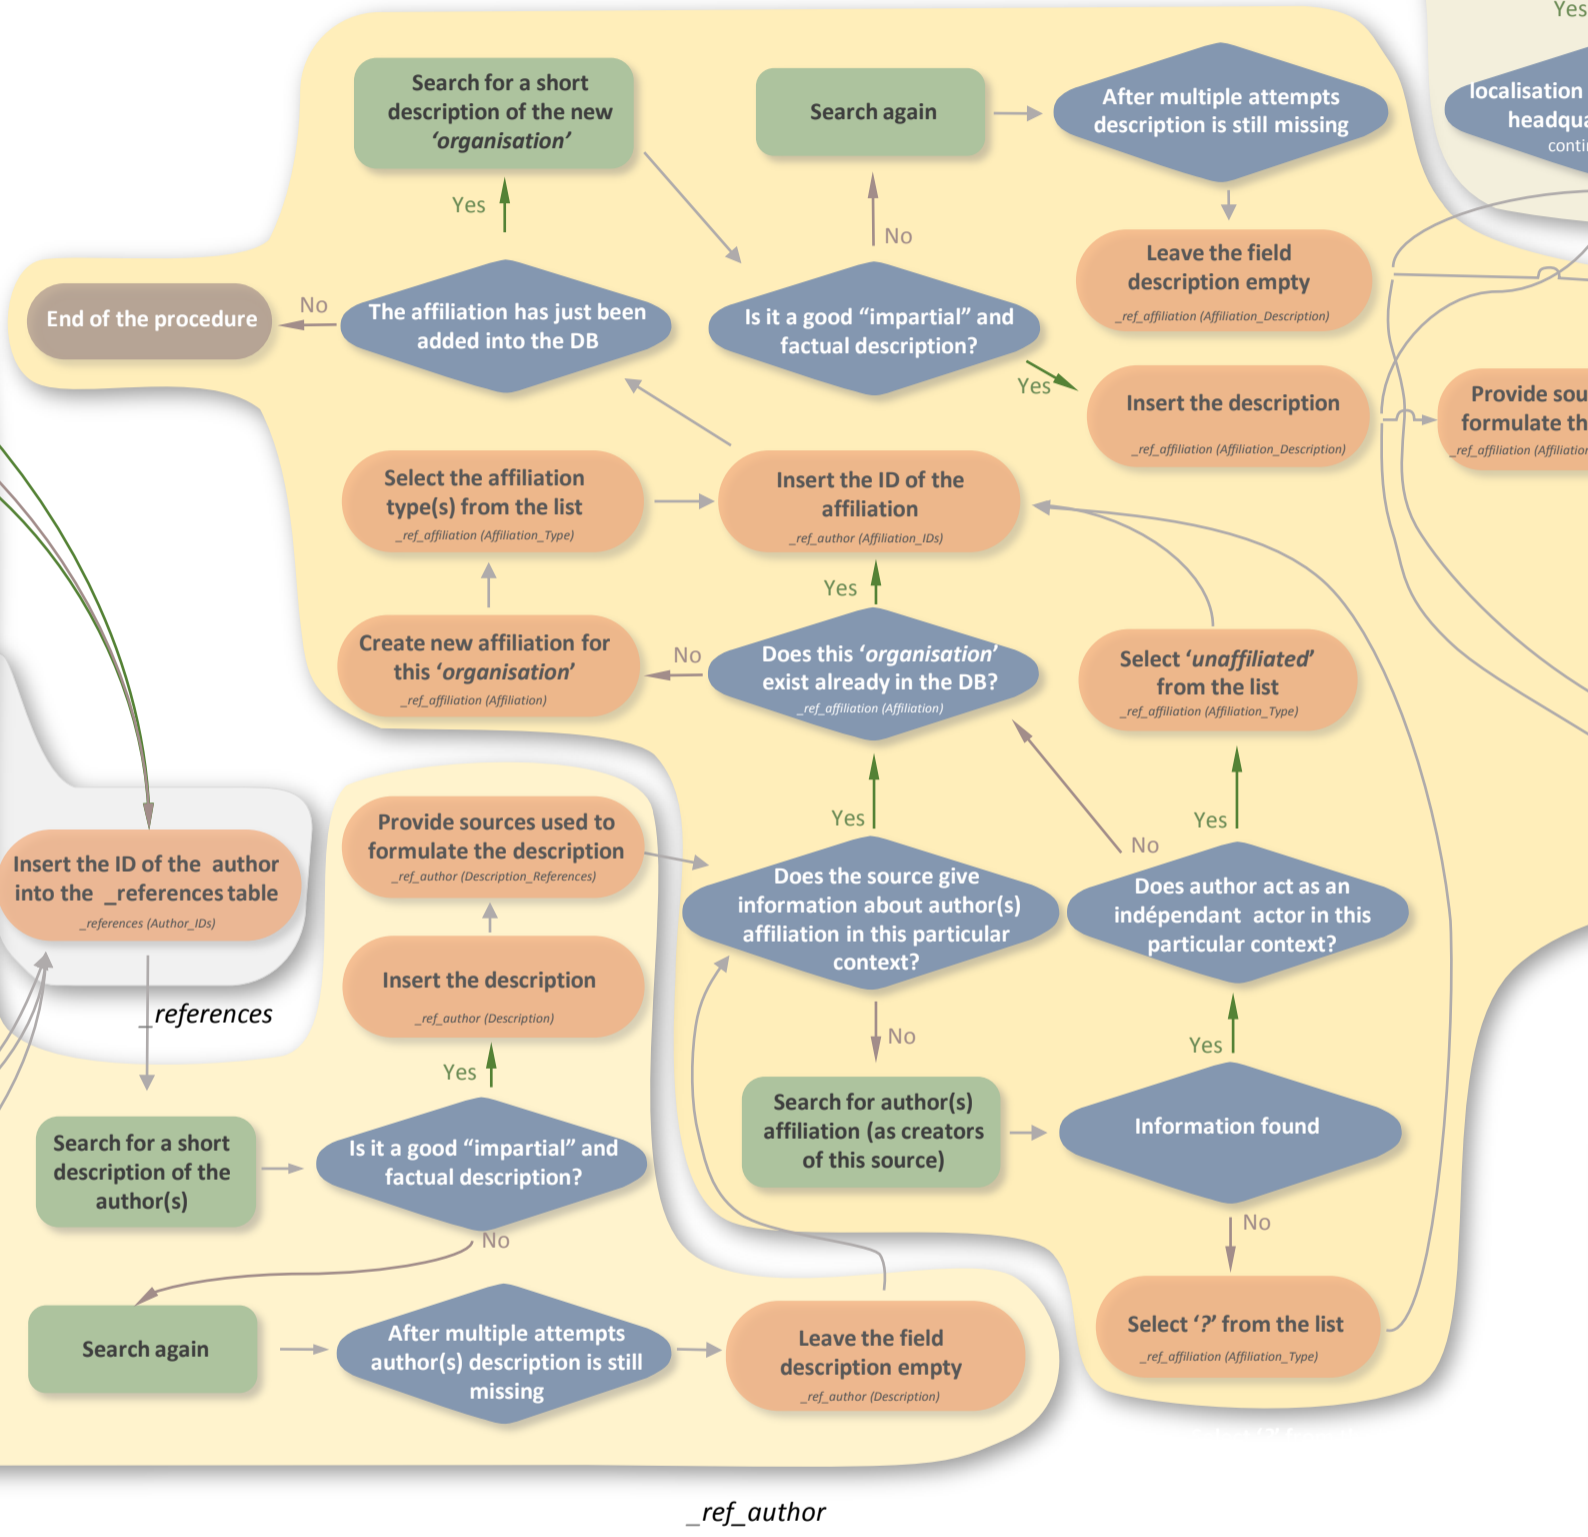 Yes
Search for a short
description of the new
‘organisation’
Search again
After multiple attempts
description is still missing
localisation
headqua
conti
Yes
No
Leave the field
description empty
_ref_affiliation (Affiliation_Description)
End of the procedure
No
The affiliation has just been
added into the DB
Is it a good “impartial” and
factual description?
Yes
Insert the description
_ref_affiliation (Affiliation_Description)
Provide sou
formulate th
_ref_affiliation (Affiliation
Select the affiliation
type(s) from the list
_ref_affiliation (Affiliation_Type)
Insert the ID of the
affiliation
_ref_author (Affiliation_IDs)
Yes
Create new affiliation for
this ‘organisation’
_ref_affiliation (Affiliation)
No
Does this ‘organisation’
exist already in the DB?
_ref_affiliation (Affiliation)
Select ‘unaffiliated’
from the list
_ref_affiliation (Affiliation_Type)
Yes
No
Yes
Provide sources used to
formulate the description
_ref_author (Description_References)
Insert the ID of the  author
into the  _references table
_references (Author_IDs)
Does the source give
information about author(s)
affiliation in this particular
context?
Does author act as an
indépendant  actor in this
particular context?
Insert the description
_ref_author (Description)
_references
No
Yes
Yes
Search for author(s)
affiliation (as creators
of this source)
Information found
Search for a short
description of the
author(s)
Is it a good “impartial” and
factual description?
No
No
Search again
After multiple attempts
author(s) description is still
missing
Leave the field
description empty
_ref_author (Description)
Select ‘?’ from the list
_ref_affiliation (Affiliation_Type)
_ref_author